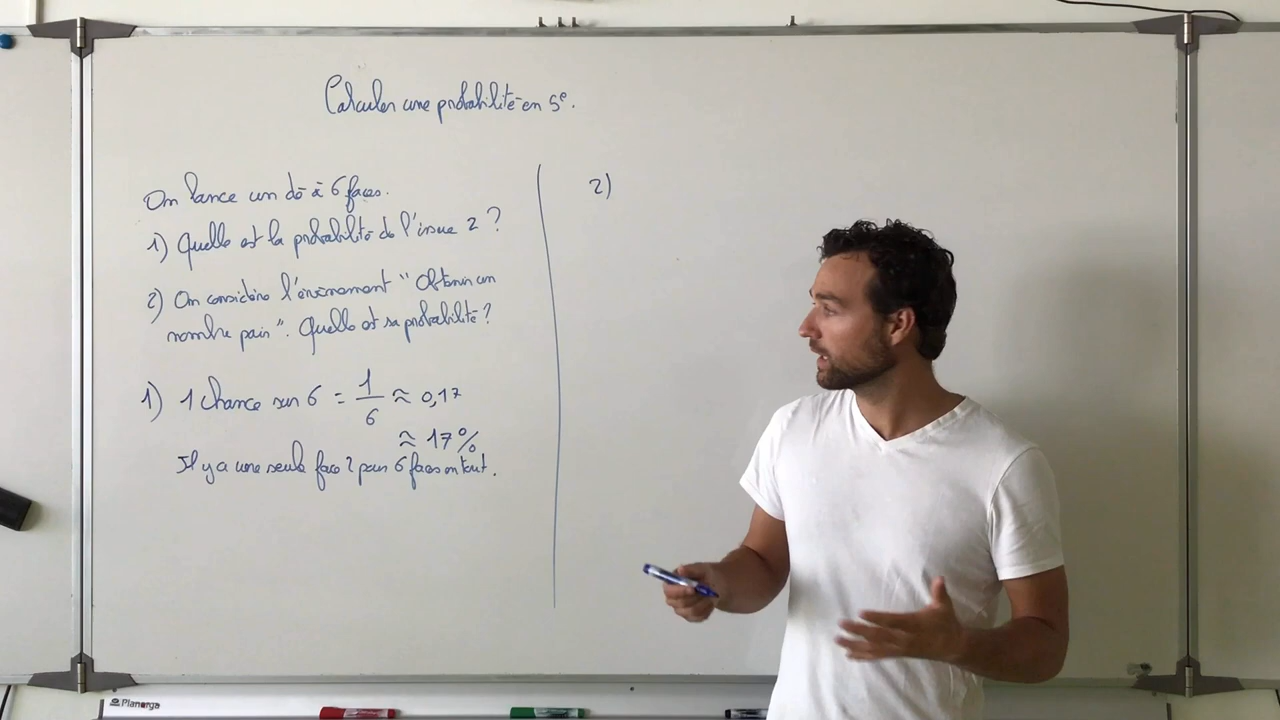 Calculer une probabilité en 5e.
On lance un dé à 6 faces.
1) Quelle est la probabilité de l'issue 2 ?
2) On considère l'évènement "Obtenir un
nombre pair". Quelle est sa probabilité ?
1) 1 chance sur 6 = 1/6 ≈ 0,17
≈ 17%
Il y a une seule face 2 pour 6 faces en tout.
2)
Planorga